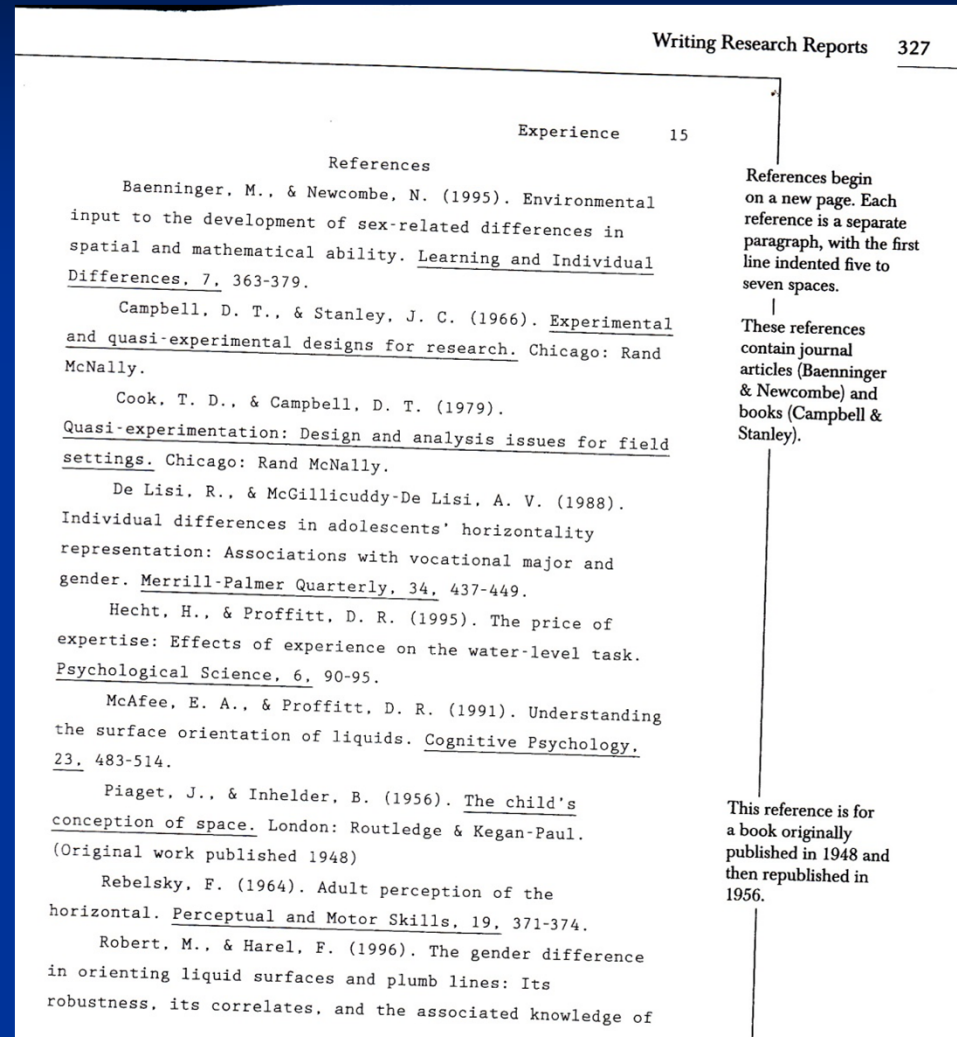 Writing Research Reports 327
Experience 15
References
Baenninger, M., & Newcombe, N. (1995). Environmental
input to the development of sex-related differences in
spatial and mathematical ability. Learning and Individual
Differences, 7, 363-379.
Campbell, D. T., & Stanley, J. C. (1966). Experimental
and quasi-experimental designs for research. Chicago: Rand
McNally.
Cook, T. D., & Campbell, D. T. (1979).
Quasi-experimentation: Design and analysis issues for field
settings. Chicago: Rand McNally.
De Lisi, R., & McGillicuddy-De Lisi, A. V. (1988).
Individual differences in adolescents' horizontality
representation: Associations with vocational major and
gender. Merrill-Palmer Quarterly, 34, 437-449.
Hecht, H., & Proffitt, D. R. (1995). The price of
expertise: Effects of experience on the water-level task.
Psychological Science, 6, 90-95.
McAfee, E. A., & Proffitt, D. R. (1991). Understanding
the surface orientation of liquids. Cognitive Psychology,
23, 483-514.
Piaget, J., & Inhelder, B. (1956). The child's
conception of space. London: Routledge & Kegan-Paul.
(Original work published 1948)
Rebelsky, F. (1964). Adult perception of the
horizontal. Perceptual and Motor Skills, 19, 371-374.
Robert, M., & Harel, F. (1996). The gender difference
in orienting liquid surfaces and plumb lines: Its
robustness, its correlates, and the associated knowledge of
References begin
on a new page. Each
reference is a separate
paragraph, with the first
line indented five to
seven spaces.
These references
contain journal
articles (Baenninger
& Newcombe) and
books (Campbell &
Stanley).
This reference is for
a book originally
published in 1948 and
then republished in
1956.